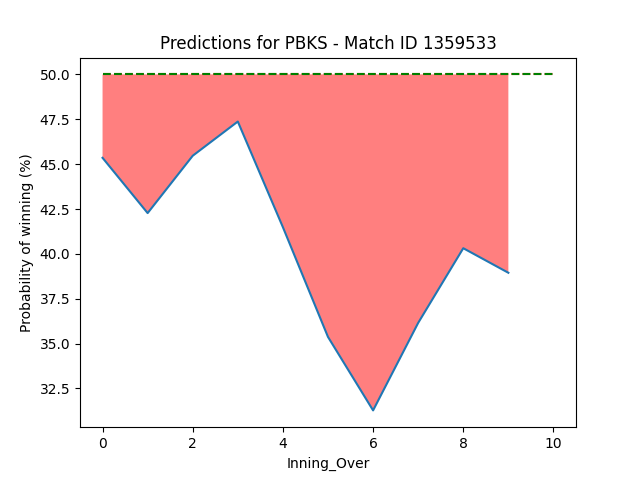 Predictions for PBKS - Match ID 1359533
Probability of winning (%)
50.0
47.5
45.0
42.5
40.0
37.5
35.0
32.5
0 2 4 6 8 10
Inning_Over